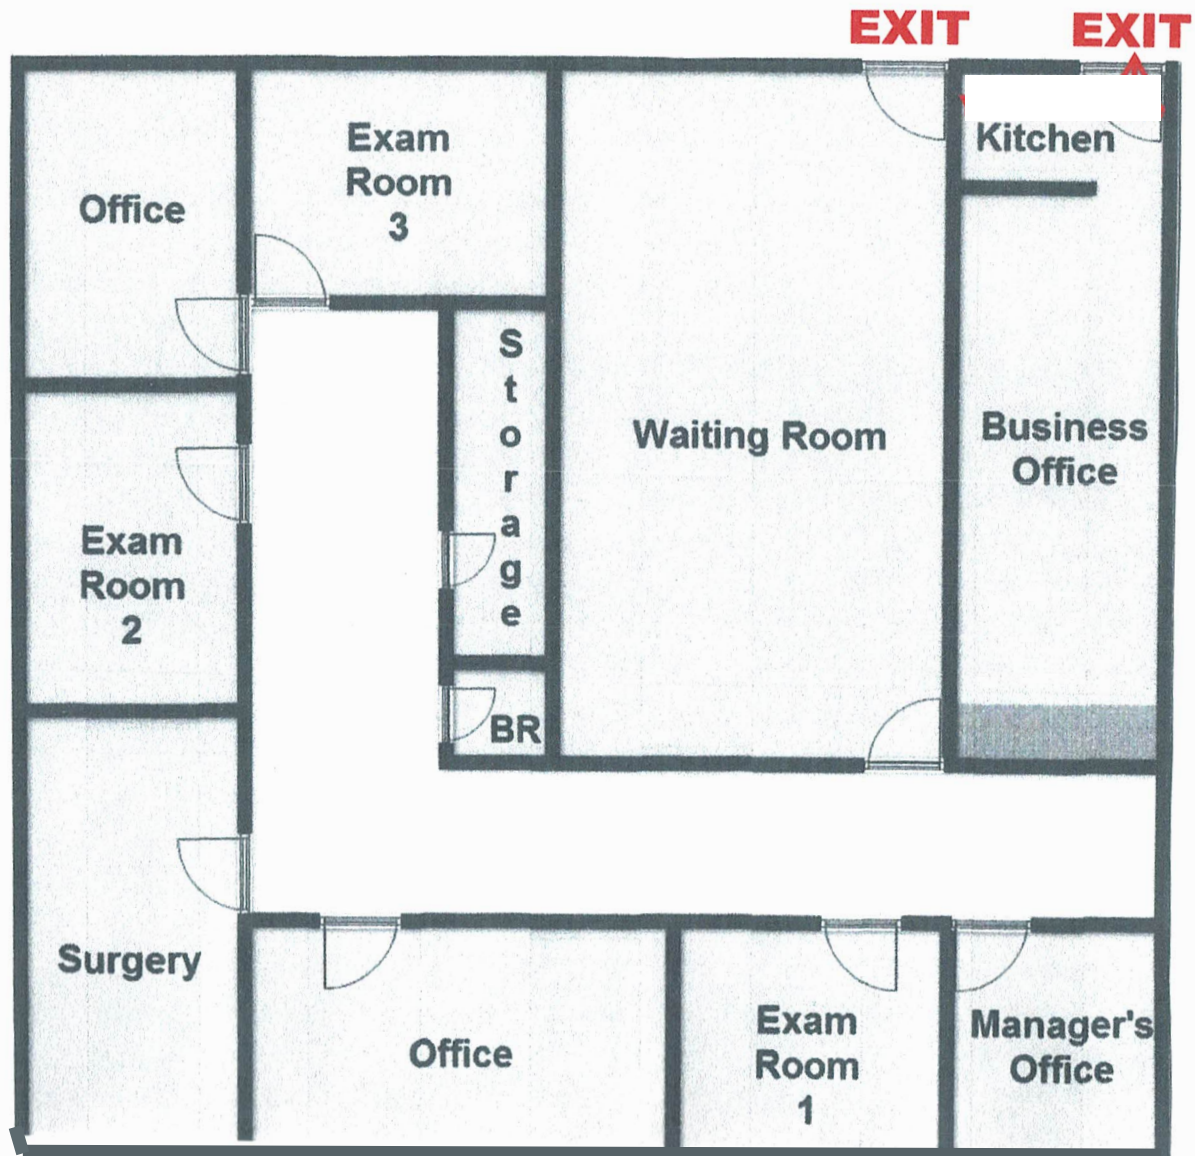 EXIT
EXIT
Kitchen
Exam
Room
3
Office
S
t
o
r
a
g
e
Waiting Room
Business
Office
Exam
Room
2
BR
Surgery
Office
Exam
Room
1
Manager's
Office